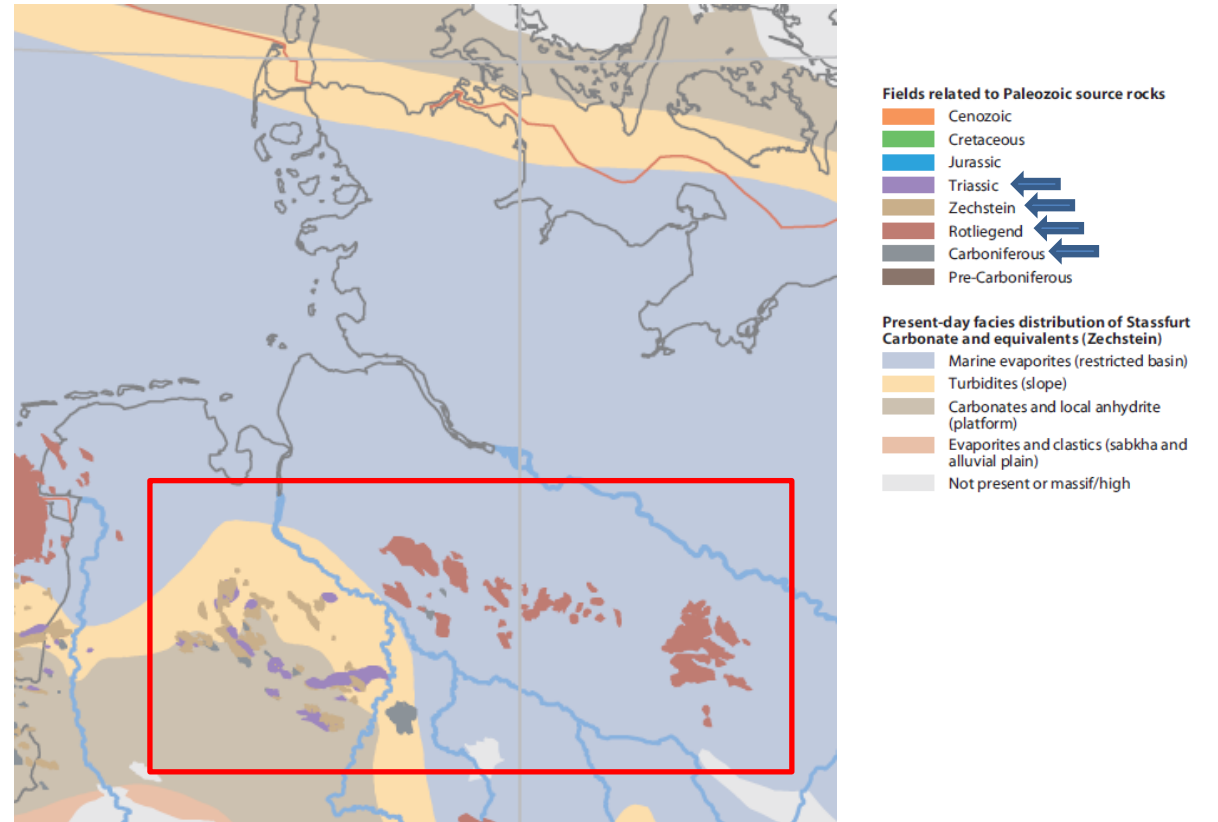 Fields related to Paleozoic source rocks
Cenozoic
Cretaceous
Jurassic
Triassic
Zechstein
Rotliegend
Carboniferous
Pre-Carboniferous
Present-day facies distribution of Stassfurt
Carbonate and equivalents (Zechstein)
Marine evaporites (restricted basin)
Turbidites (slope)
Carbonates and local anhydrite
(platform)
Evaporites and clastics (sabkha and
alluvial plain)
Not present or massif/high